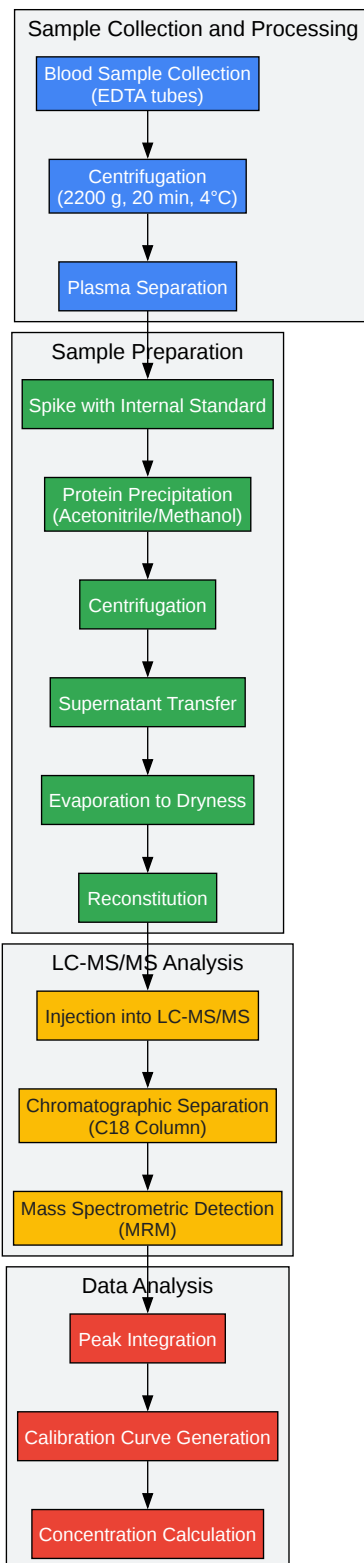 Sample Collection and Processing
Blood Sample Collection
(EDTA tubes)
Centrifugation
(2200 g, 20 min, 4°C)
Plasma Separation
Sample Preparation
Spike with Internal Standard
Protein Precipitation
(Acetonitrile/Methanol)
Centrifugation
Supernatant Transfer
Evaporation to Dryness
Reconstitution
LC-MS/MS Analysis
Injection into LC-MS/MS
Chromatographic Separation
(C18 Column)
Mass Spectrometric Detection
(MRM)
Data Analysis
Peak Integration
Calibration Curve Generation
Concentration Calculation